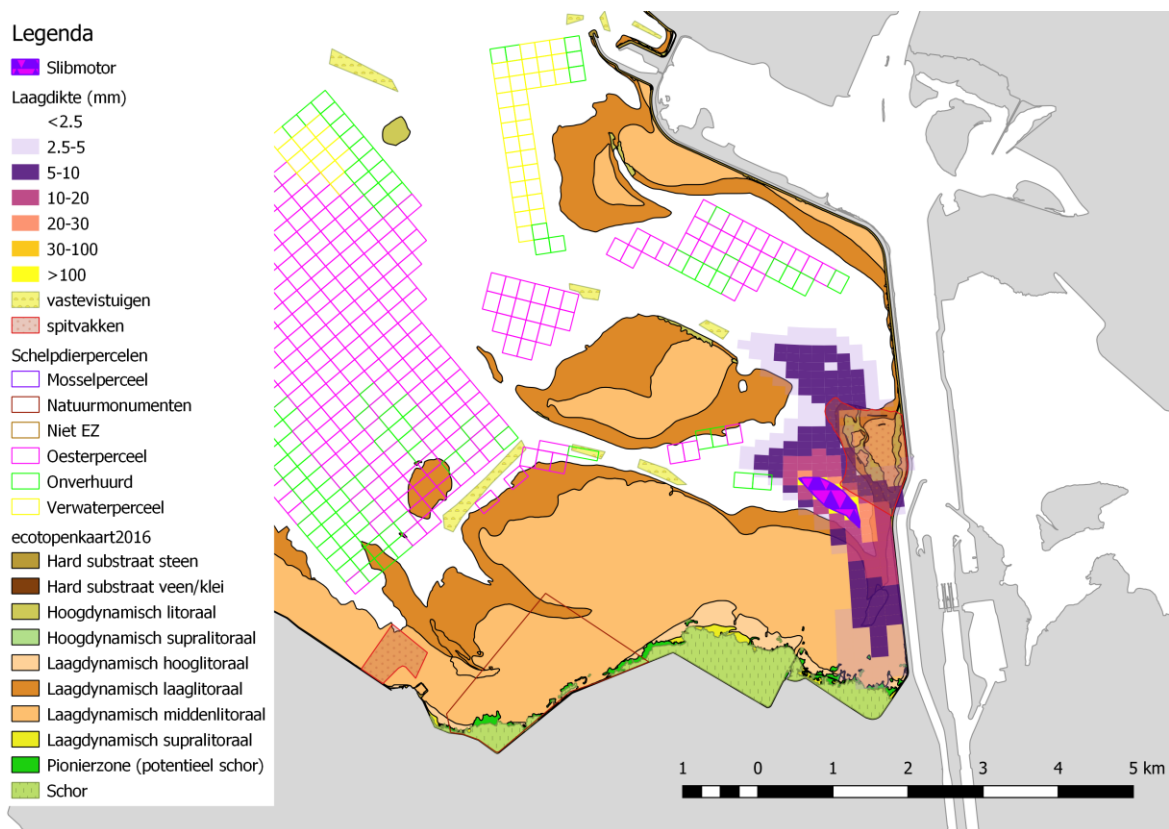 Legenda
Slibmotor
Laagdikte (mm)
<2.5
2.5-5
5-10
10-20
20-30
30-100
>100
vastevistuigen
spitvakken
Schelpdierpercelen
Mosselperceel
Natuurmonumenten
Niet EZ
Oesterperceel
Onverhuurd
Verwaterperceel
ecotopenkaart2016
Hard substraat steen
Hard substraat veen/klei
Hoogdynamisch litoraal
Hoogdynamisch supralitoraal
Laagdynamisch hooglitoraal
Laagdynamisch laaglitoraal
Laagdynamisch middenlitoraal
Laagdynamisch supralitoraal
Pionierzone (potentieel schor)
Schor
1 0 1 2 3 4 5 km